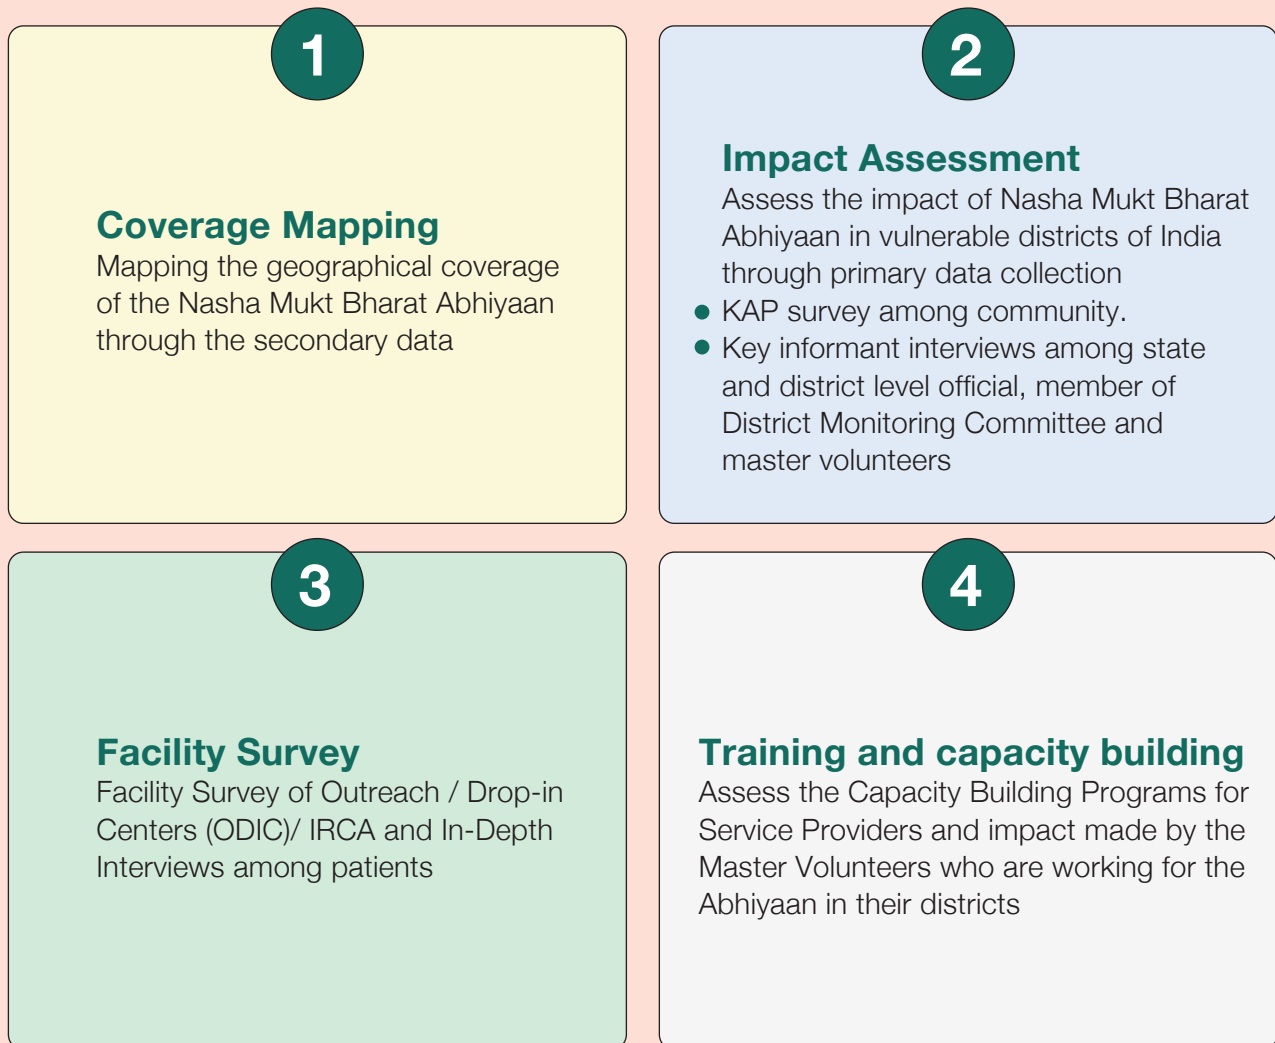 1
Coverage Mapping
Mapping the geographical coverage
of the Nasha Mukt Bharat Abhiyaan
through the secondary data
2
Impact Assessment
Assess the impact of Nasha Mukt Bharat
Abhiyaan in vulnerable districts of India
through primary data collection
● KAP survey among community.
● Key informant interviews among state
and district level official, member of
District Monitoring Committee and
master volunteers
3
Facility Survey
Facility Survey of Outreach / Drop-in
Centers (ODIC)/ IRCA and In-Depth
Interviews among patients
4
Training and capacity building
Assess the Capacity Building Programs for
Service Providers and impact made by the
Master Volunteers who are working for the
Abhiyaan in their districts